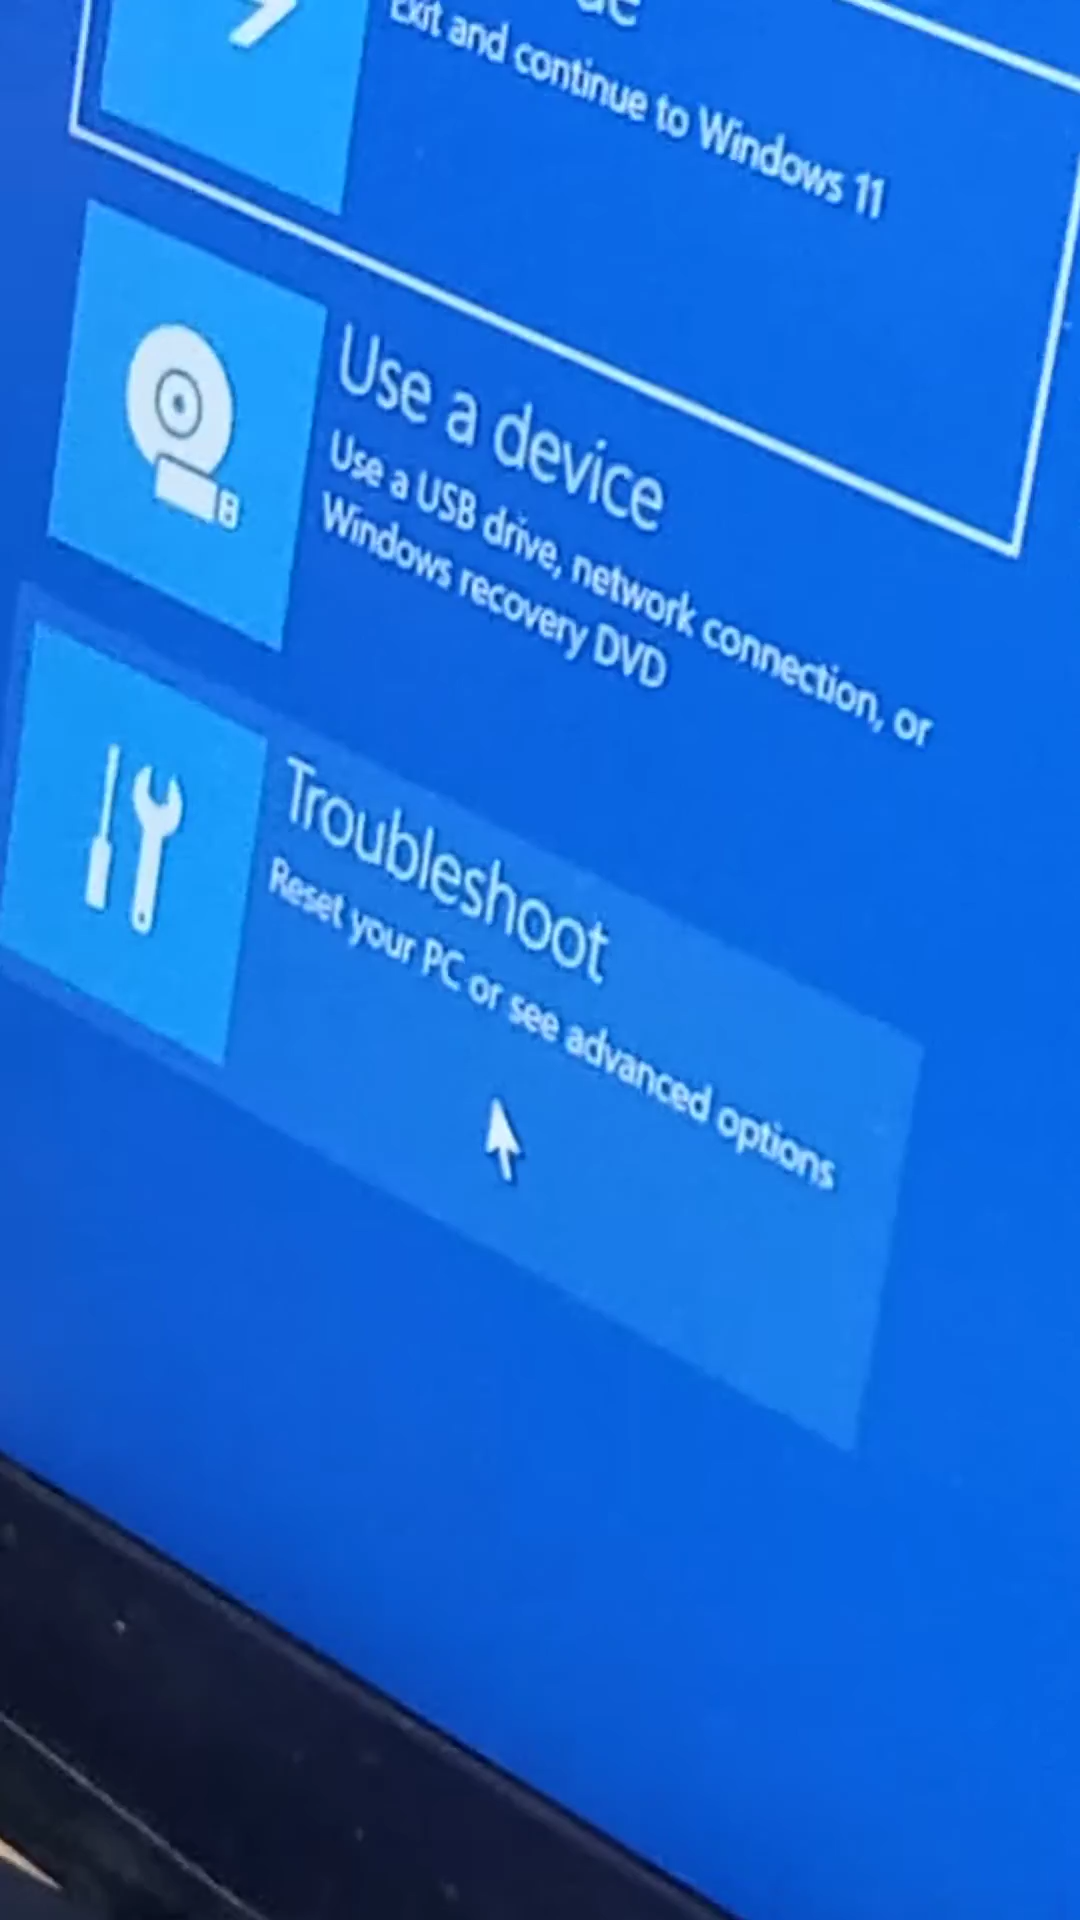 Exit and continue to Windows 11
Use a device
Use a USB drive, network connection, or
Windows recovery DVD
Troubleshoot
Reset your PC or see advanced options